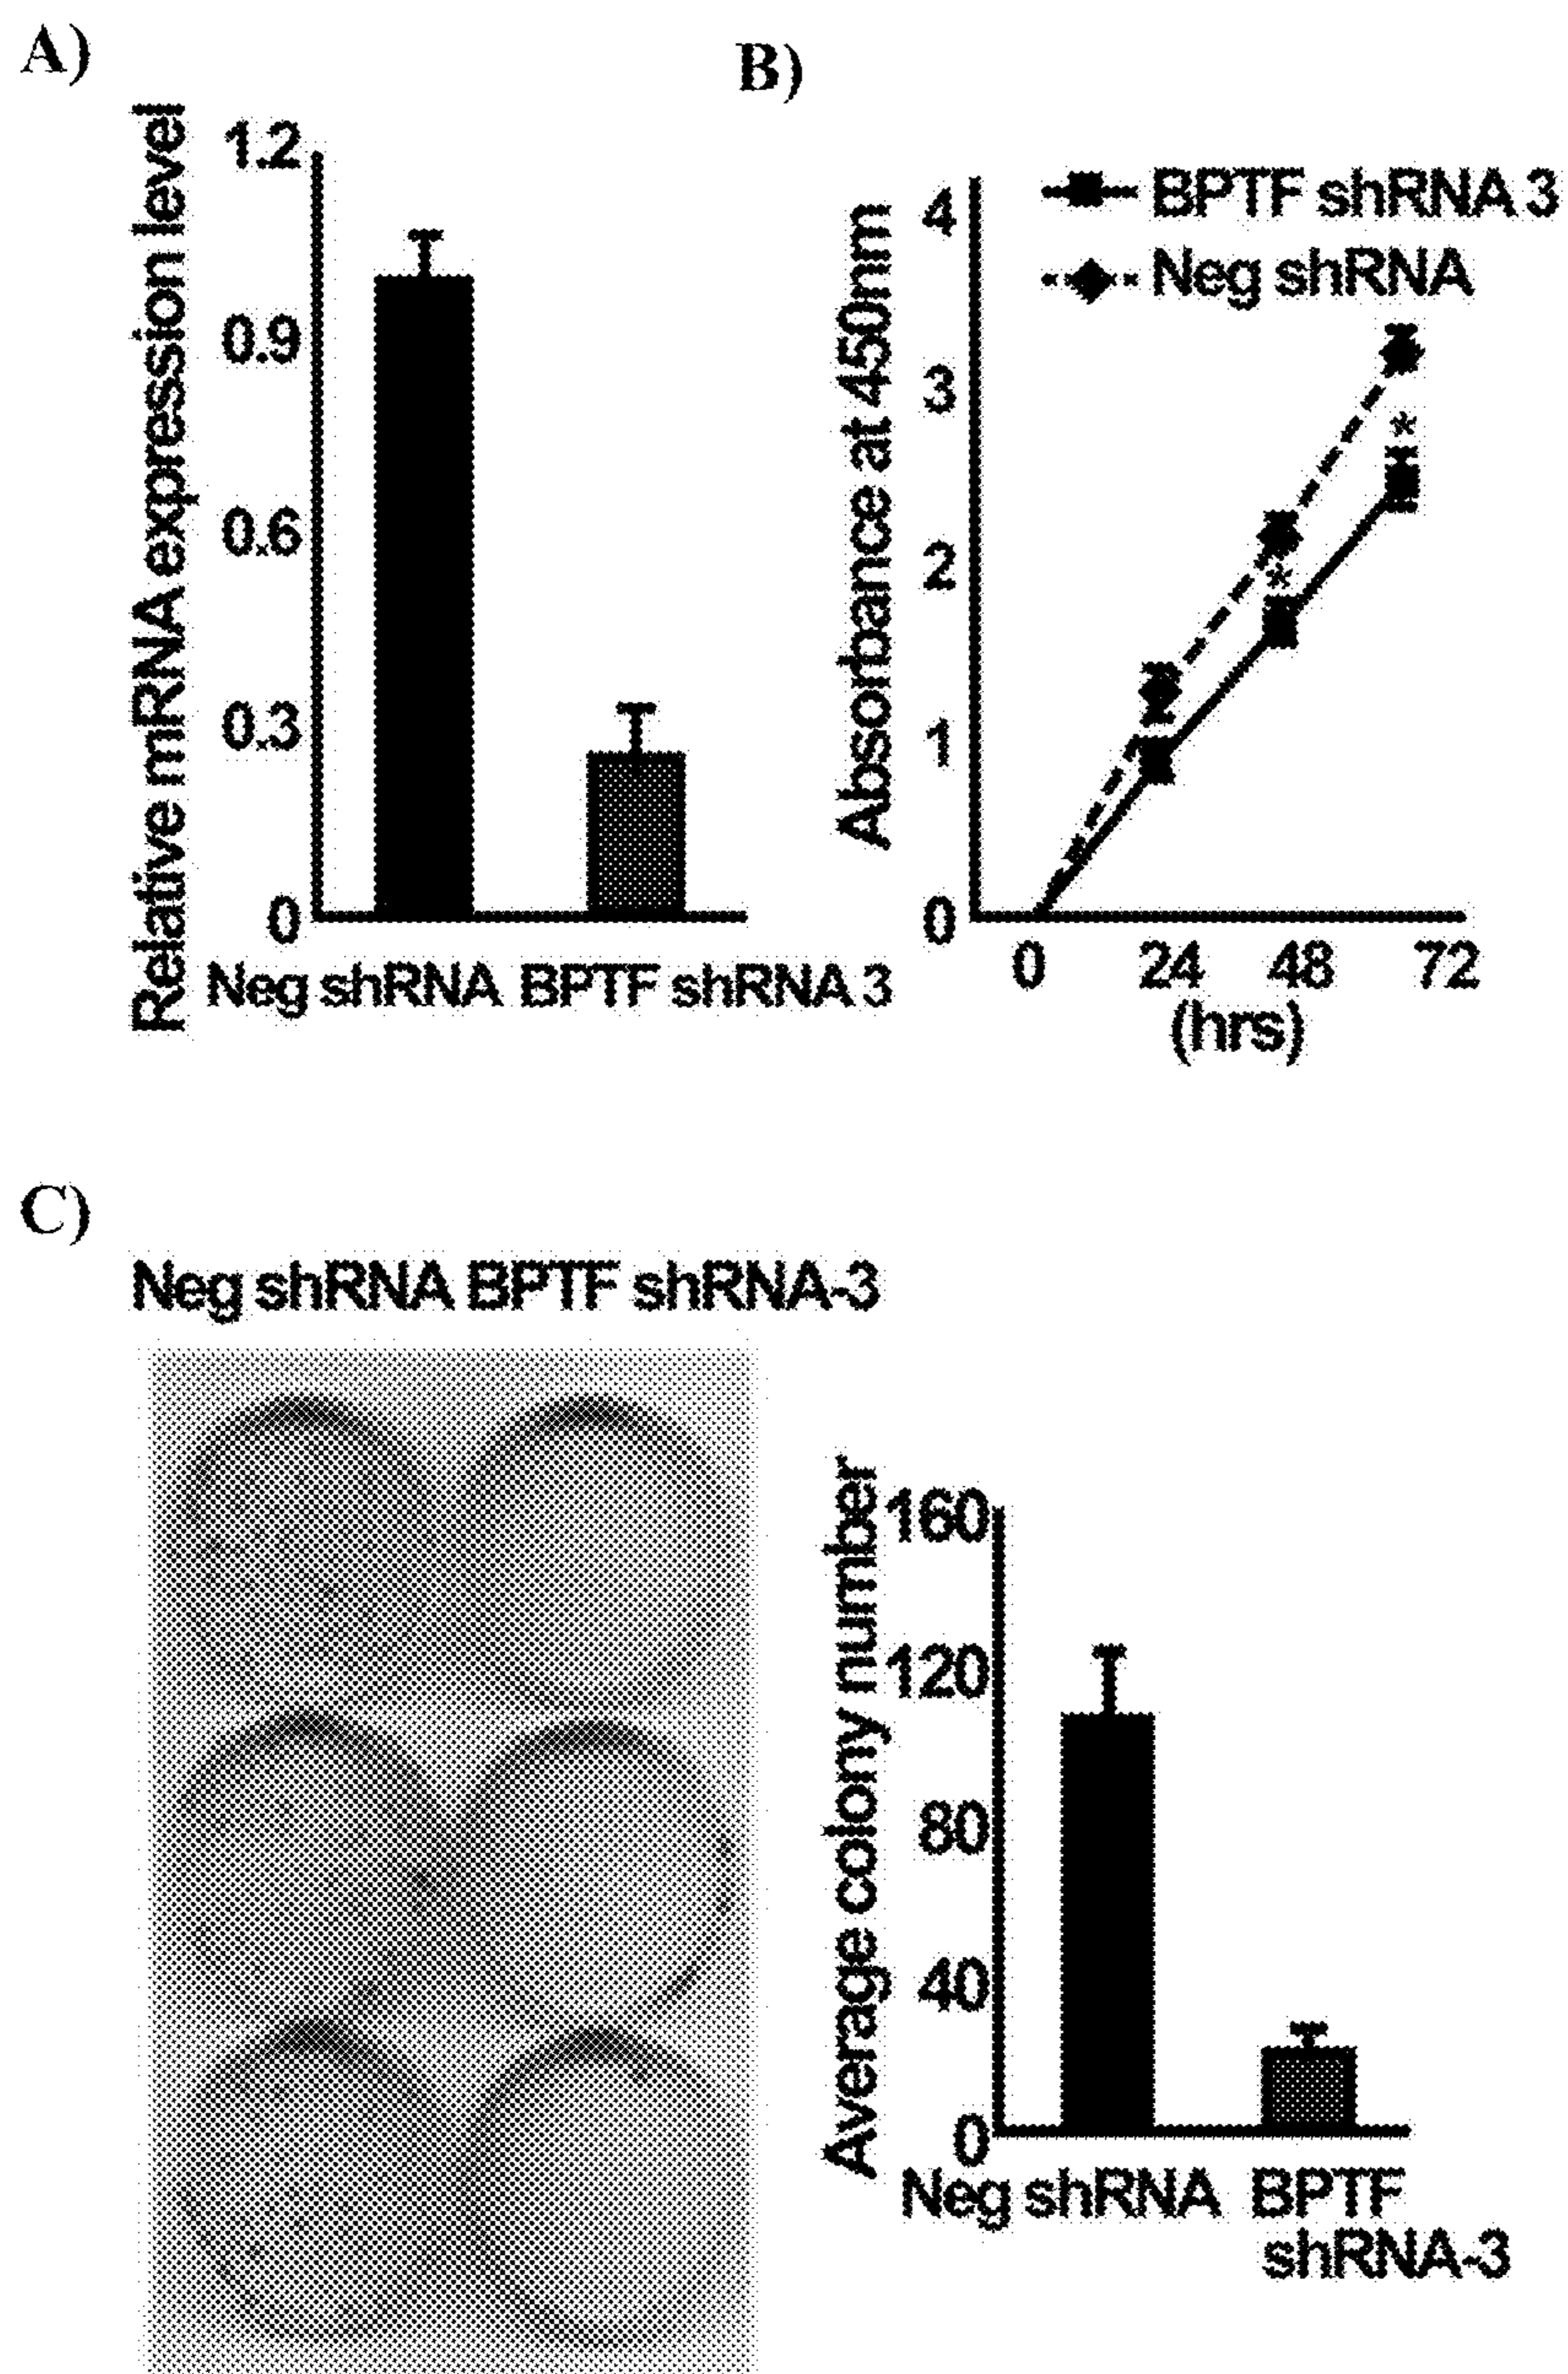 A)
Relative mRNA expression level
1.2
0.9
0.6
0.3
0
Neg shRNA BPTF shRNA 3
B)
BPTF shRNA 3
Neg shRNA
Absorbance at 450nm
4
3
2
1
0
*
*
0 24 48 72
(hrs)
C)
Neg shRNA BPTF shRNA-3
Average colony number
160
120
80
40
0
Neg shRNA BPTF
shRNA-3